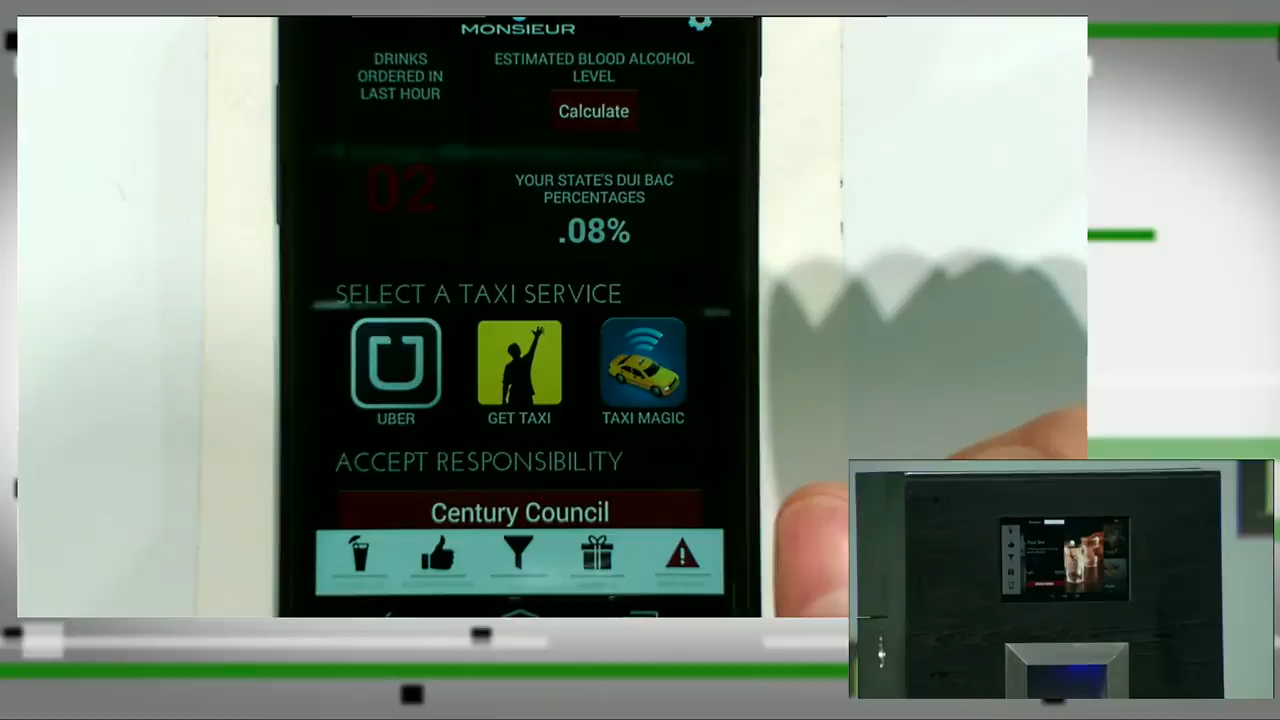 MONSIEUR
DRINKS
ORDERED IN
LAST HOUR
02
ESTIMATED BLOOD ALCOHOL
LEVEL
Calculate
YOUR STATE'S DUI BAC
PERCENTAGES
.08%
SELECT A TAXI SERVICE
UBER
GET TAXI
TAXI MAGIC
ACCEPT RESPONSIBILITY
Century Council